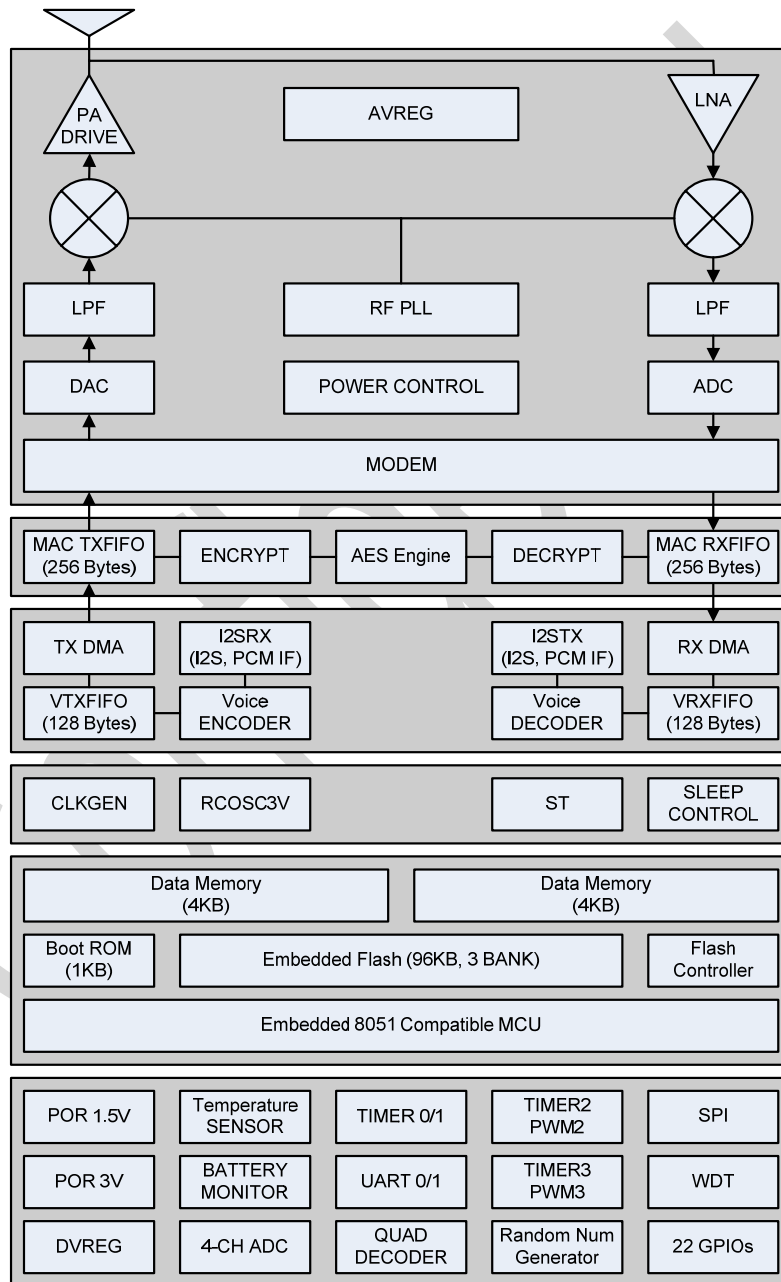 PA
DRIVE
AVREG
LNA
LPF
RF PLL
LPF
DAC
POWER CONTROL
ADC
MODEM
MAC TXFIFO
(256 Bytes)
ENCRYPT
AES Engine
DECRYPT
MAC RXFIFO
(256 Bytes)
TX DMA
I2SRX
(I2S, PCM IF)
I2STX
(I2S, PCM IF)
RX DMA
VTXFIFO
(128 Bytes)
Voice
ENCODER
Voice
DECODER
VRXFIFO
(128 Bytes)
CLKGEN
RCOSC3V
ST
SLEEP
CONTROL
Data Memory
(4KB)
Data Memory
(4KB)
Boot ROM
(1KB)
Embedded Flash (96KB, 3 BANK)
Flash
Controller
Embedded 8051 Compatible MCU
POR 1.5V
Temperature
SENSOR
TIMER 0/1
TIMER2
PWM2
SPI
POR 3V
BATTERY
MONITOR
UART 0/1
TIMER3
PWM3
WDT
DVREG
4-CH ADC
QUAD
DECODER
Random Num
Generator
22 GPIOs